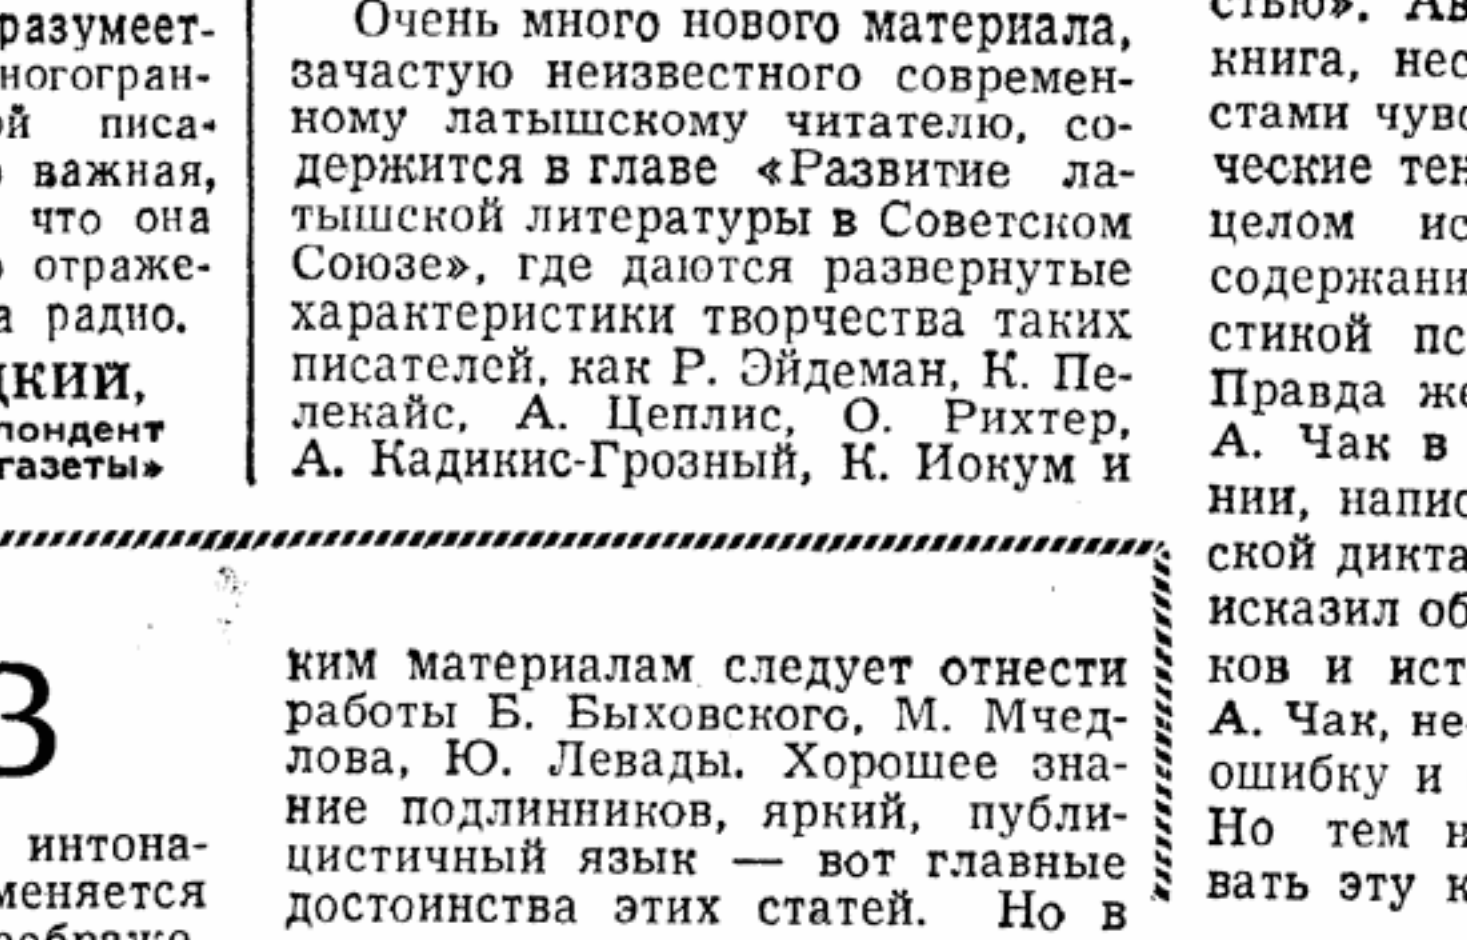 разумеет-
ногогран-
ой писа-
важная,
что она
отраже-
а радио.
цкий,
пондент
газеты»
Очень много нового материала,
зачастую неизвестного современ-
ному латышскому читателю, со-
держится в главе «Развитие ла-
тышской литературы в Советском
Союзе», где даются развернутые
характеристики творчества таких
писателей, как Р. Эйдеман, К. Пе-
лекайс, А. Цеплис, О. Рихтер,
А. Кадикис-Грозный, К. Иокум и
З
интона-
меняется
ким материалам следует отнести
работы Б. Быховского, М. Мчед-
лова, Ю. Левады. Хорошее зна-
ние подлинников, яркий, публи-
цистичный язык — вот главные
достоинства этих статей. Но в
стью». Ав
книга, нес
стами чувс
ческие тен
целом ис
содержани
стикой пс
Правда же
А. Чак в
нии, напис
ской дикта
исказил об
ков и ист
А. Чак, не
ошибку и
Но тем н
вать эту к